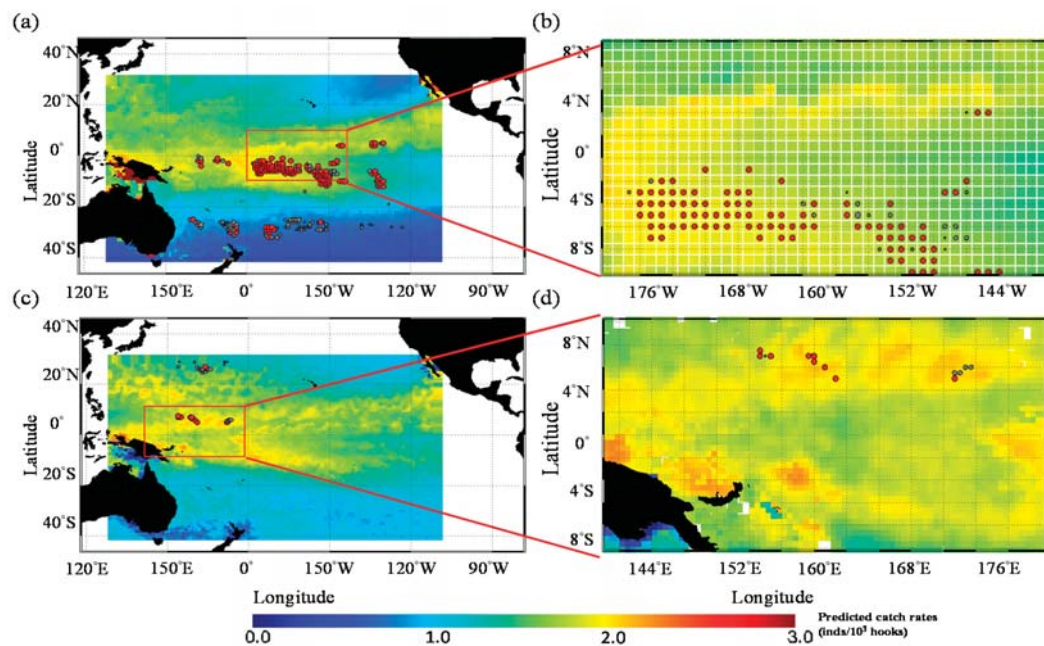 (a)
(b)
40°N
20°N
0°
20°S
40°S
Latitude
120°E 150°E 0° 150°W 120°W 90°W
8°N
4°N
0°
4°S
8°S
Latitude
176°W 168°W 160°W 152°W 144°W
(c)
(d)
40°N
20°N
0°
20°S
40°S
Latitude
120°E 150°E 0° 150°W 120°W 90°W
8°N
4°N
0°
4°S
8°S
Latitude
144°E 152°E 160°E 168°E 176°E
Longitude Longitude
0.0 1.0 2.0 3.0
Predicted catch rates
(inds/10³ hooks)